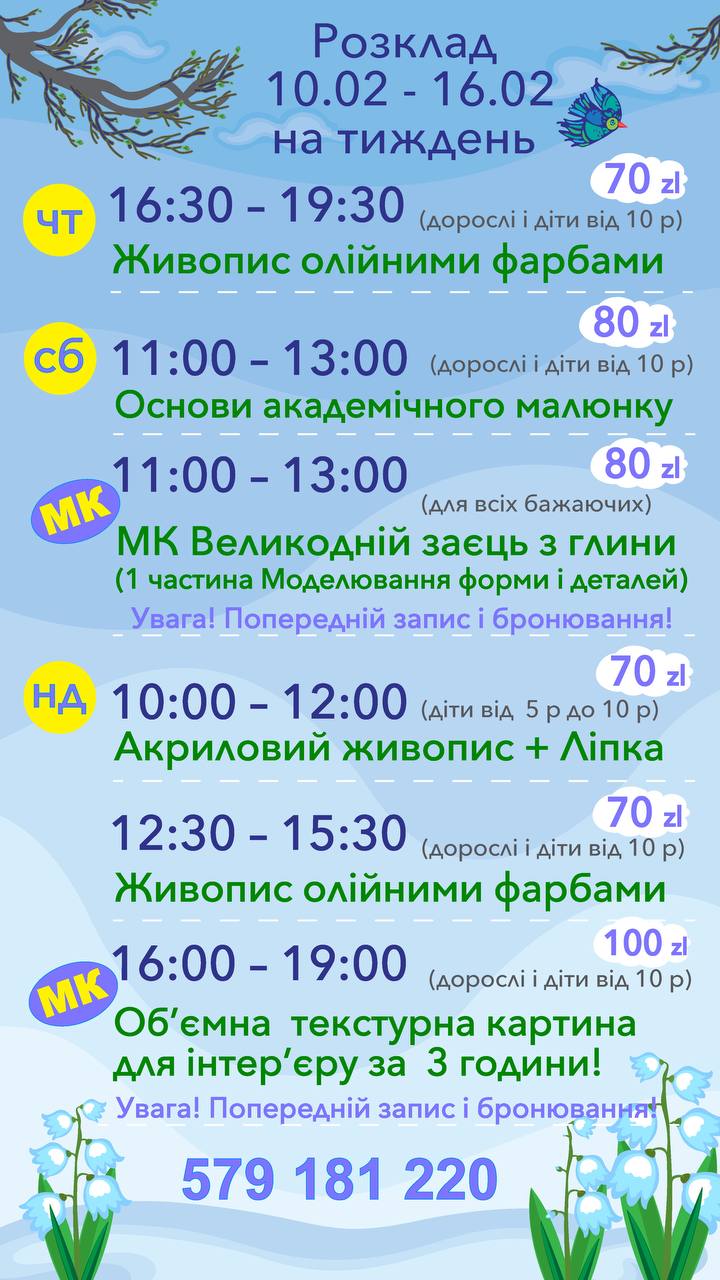 Розклад
10.02 - 16.02
на тиждень
70 zl
чт
16:30 – 19:30 (дорослі і діти від 10 р)
Живопис олійними фарбами
80 zl
сб
11:00 – 13:00 (дорослі і діти від 10 р)
Основи академічного малюнку
80 zl
11:00 – 13:00
(для всіх бажаючих)
МК
МК Великодній заєць з глини
(1 частина Моделювання форми і деталей)
Увага! Попередній запис і бронювання!
70 zl
нд
10:00 – 12:00 (діти від 5 р до 10 р)
Акриловий живопис + Ліпка
70 zl
12:30 – 15:30 (дорослі і діти від 10 р)
Живопис олійними фарбами
100 zl
МК
16:00 – 19:00 (дорослі і діти від 10 р)
Об’ємна текстурна картина
для інтер’єру за 3 години!
Увага! Попередній запис і бронювання!
579 181 220